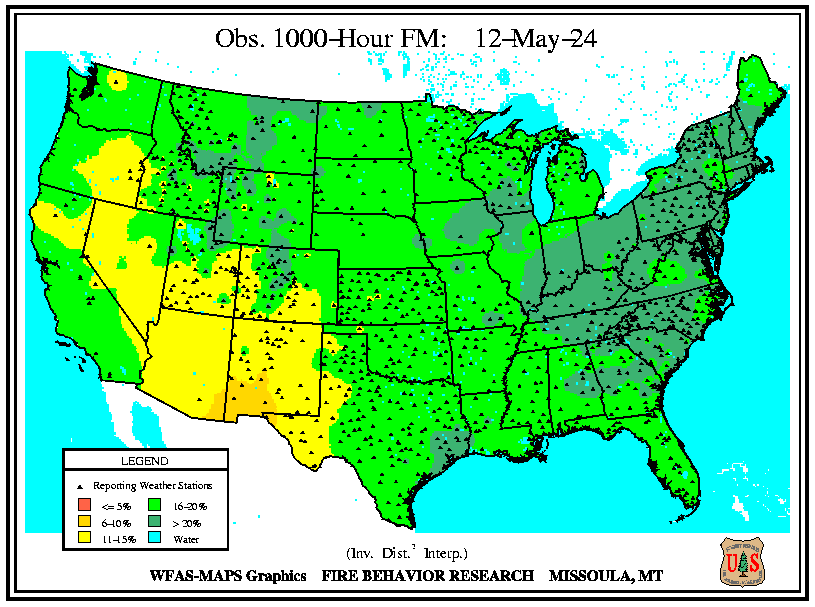 Obs. 1000-Hour FM: 12-May-24
LEGEND
Reporting Weather Stations
<= 5%
16-20%
6-10%
> 20%
11-15%
Water
(Inv. Dist.² Interp.)
WFAS-MAPS Graphics FIRE BEHAVIOR RESEARCH MISSOULA, MT
U S